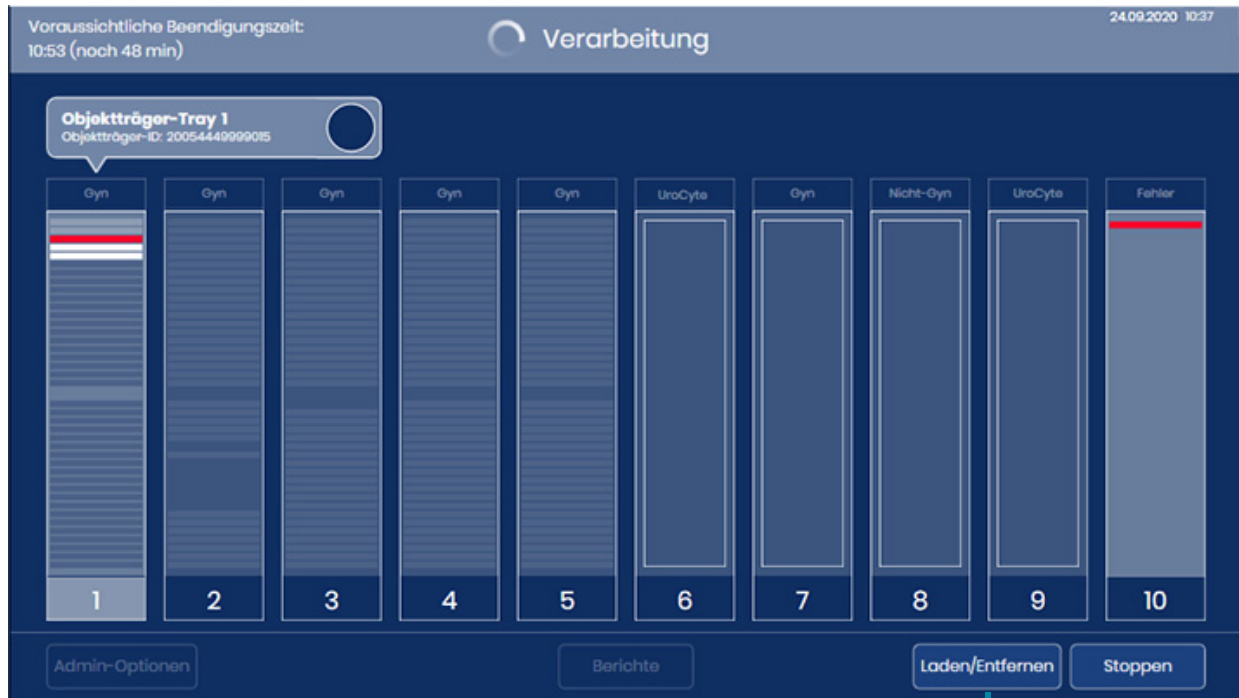 Voraussichtliche Beendigungszeit:
10:53 (noch 48 min)
Verarbeitung
24.09.2020 10:37
Objektträger-Tray 1
Objektträger-ID: 20054449999015
Gyn
Gyn
Gyn
Gyn
Gyn
UroCyte
Gyn
Nicht-Gyn
UroCyte
Fehler
1
2
3
4
5
6
7
8
9
10
Admin-Optionen
Berichte
Laden/Entfernen
Stoppen